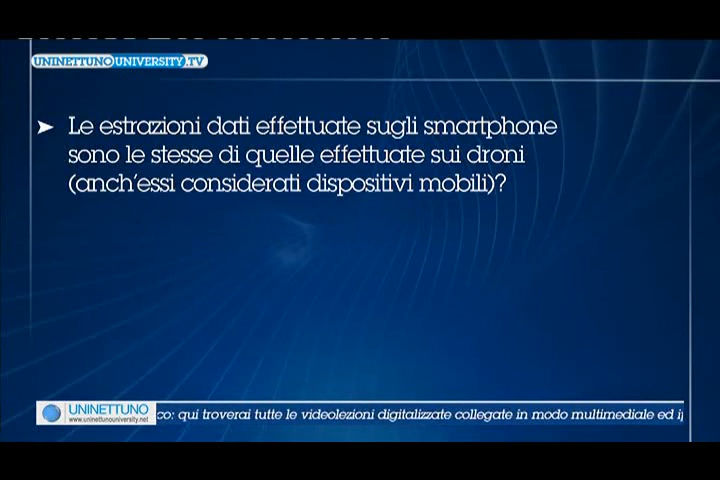 UNINETTUNOUNIVERSITY.TV
➤ Le estrazioni dati effettuate sugli smartphone
sono le stesse di quelle effettuate sui droni
(anch'essi considerati dispositivi mobili)?
UNINETTUNO
www.uninettunouniversity.net
co: qui troverai tutte le videolezioni digitalizzate collegate in modo multimediale ed i